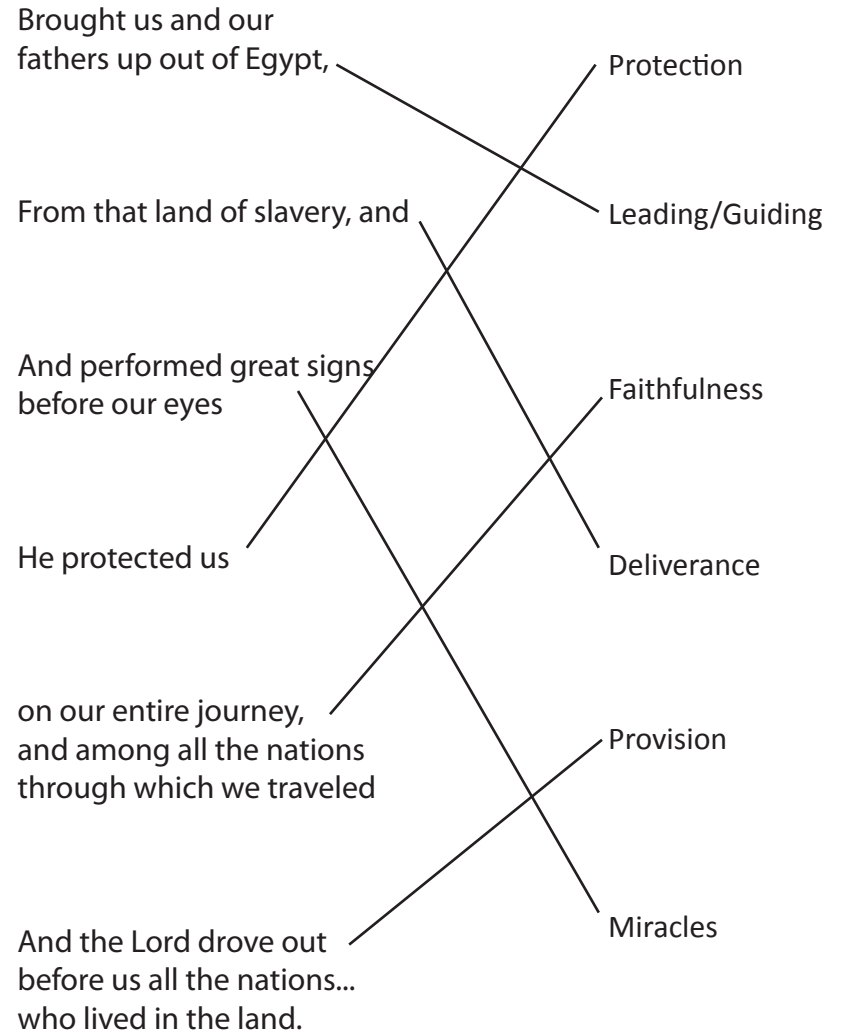 Brought us and our
fathers up out of Egypt,
From that land of slavery, and
And performed great signs
before our eyes
He protected us
on our entire journey,
and among all the nations
through which we traveled
And the Lord drove out
before us all the nations...
who lived in the land.
Protection
Leading/Guiding
Faithfulness
Deliverance
Provision
Miracles